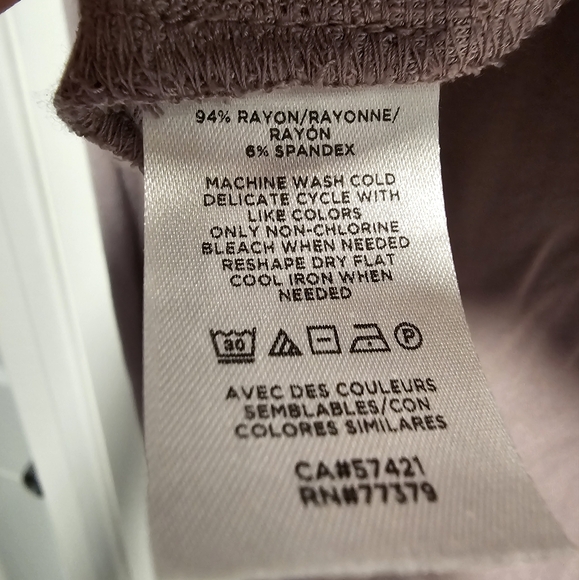 94% RAYON/RAYONNE/
RAYÓN
6% SPANDEX
MACHINE WASH COLD
DELICATE CYCLE WITH
LIKE COLORS
ONLY NON-CHLORINE
BLEACH WHEN NEEDED
RESHAPE DRY FLAT
COOL IRON WHEN
NEEDED
30 P
AVEC DES COULEURS
SEMBLABLES/CON
COLORES SIMILARES
CA#57421
RN#77379